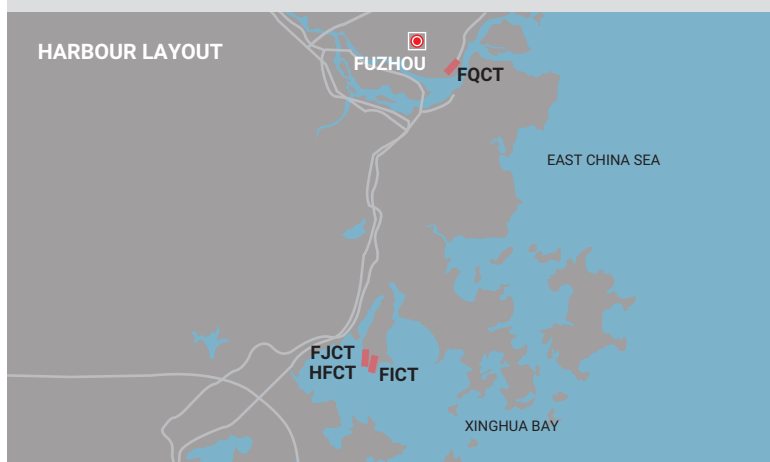 HARBOUR LAYOUT
FUZHOU
FQCT
EAST CHINA SEA
FJCT
HFCT
FICT
XINGHUA BAY